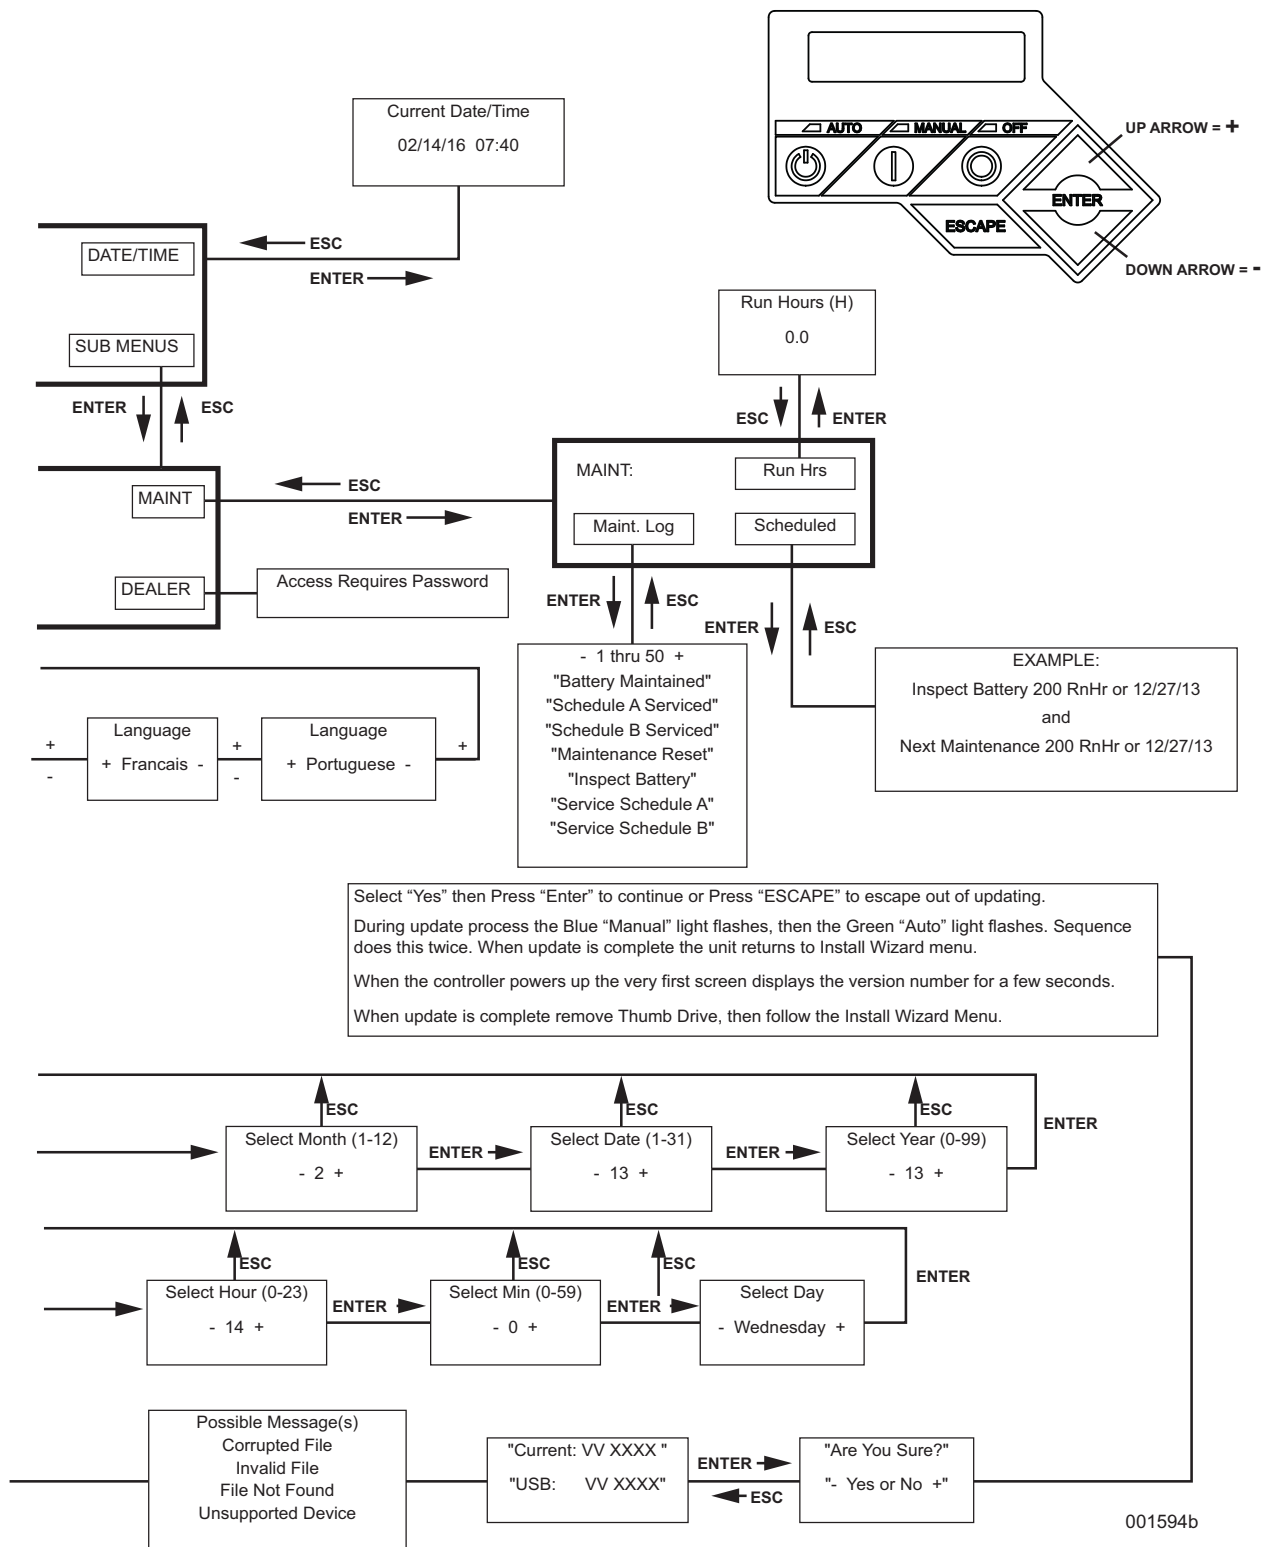 Current Date/Time
02/14/16 07:40
AUTO
MANUAL
OFF
UP ARROW = +
ENTER
ESCAPE
DOWN ARROW = -
DATE/TIME
ESC
ENTER
SUB MENUS
ENTER
ESC
Run Hours (H)
0.0
ESC
ENTER
MAINT
ESC
ENTER
MAINT:
Run Hrs
Maint. Log
Scheduled
DEALER
Access Requires Password
ENTER
ESC
ENTER
ESC
- 1 thru 50 +
"Battery Maintained"
"Schedule A Serviced"
"Schedule B Serviced"
"Maintenance Reset"
"Inspect Battery"
"Service Schedule A"
"Service Schedule B"
EXAMPLE:
Inspect Battery 200 RnHr or 12/27/13
and
Next Maintenance 200 RnHr or 12/27/13
+
-
Language
+ Francais -
+
-
Language
+ Portuguese -
+
Select “Yes” then Press “Enter” to continue or Press “ESCAPE” to escape out of updating.
During update process the Blue “Manual” light flashes, then the Green “Auto” light flashes. Sequence
does this twice. When update is complete the unit returns to Install Wizard menu.
When the controller powers up the very first screen displays the version number for a few seconds.
When update is complete remove Thumb Drive, then follow the Install Wizard Menu.
ESC
ESC
ESC
ENTER
Select Month (1-12)
- 2 +
ENTER
Select Date (1-31)
- 13 +
ENTER
Select Year (0-99)
- 13 +
ESC
ESC
ESC
ENTER
Select Hour (0-23)
- 14 +
ENTER
Select Min (0-59)
- 0 +
ENTER
Select Day
- Wednesday +
Possible Message(s)
Corrupted File
Invalid File
File Not Found
Unsupported Device
"Current: VV XXXX "
"USB: VV XXXX"
ENTER
ESC
"Are You Sure?"
"- Yes or No +"
001594b